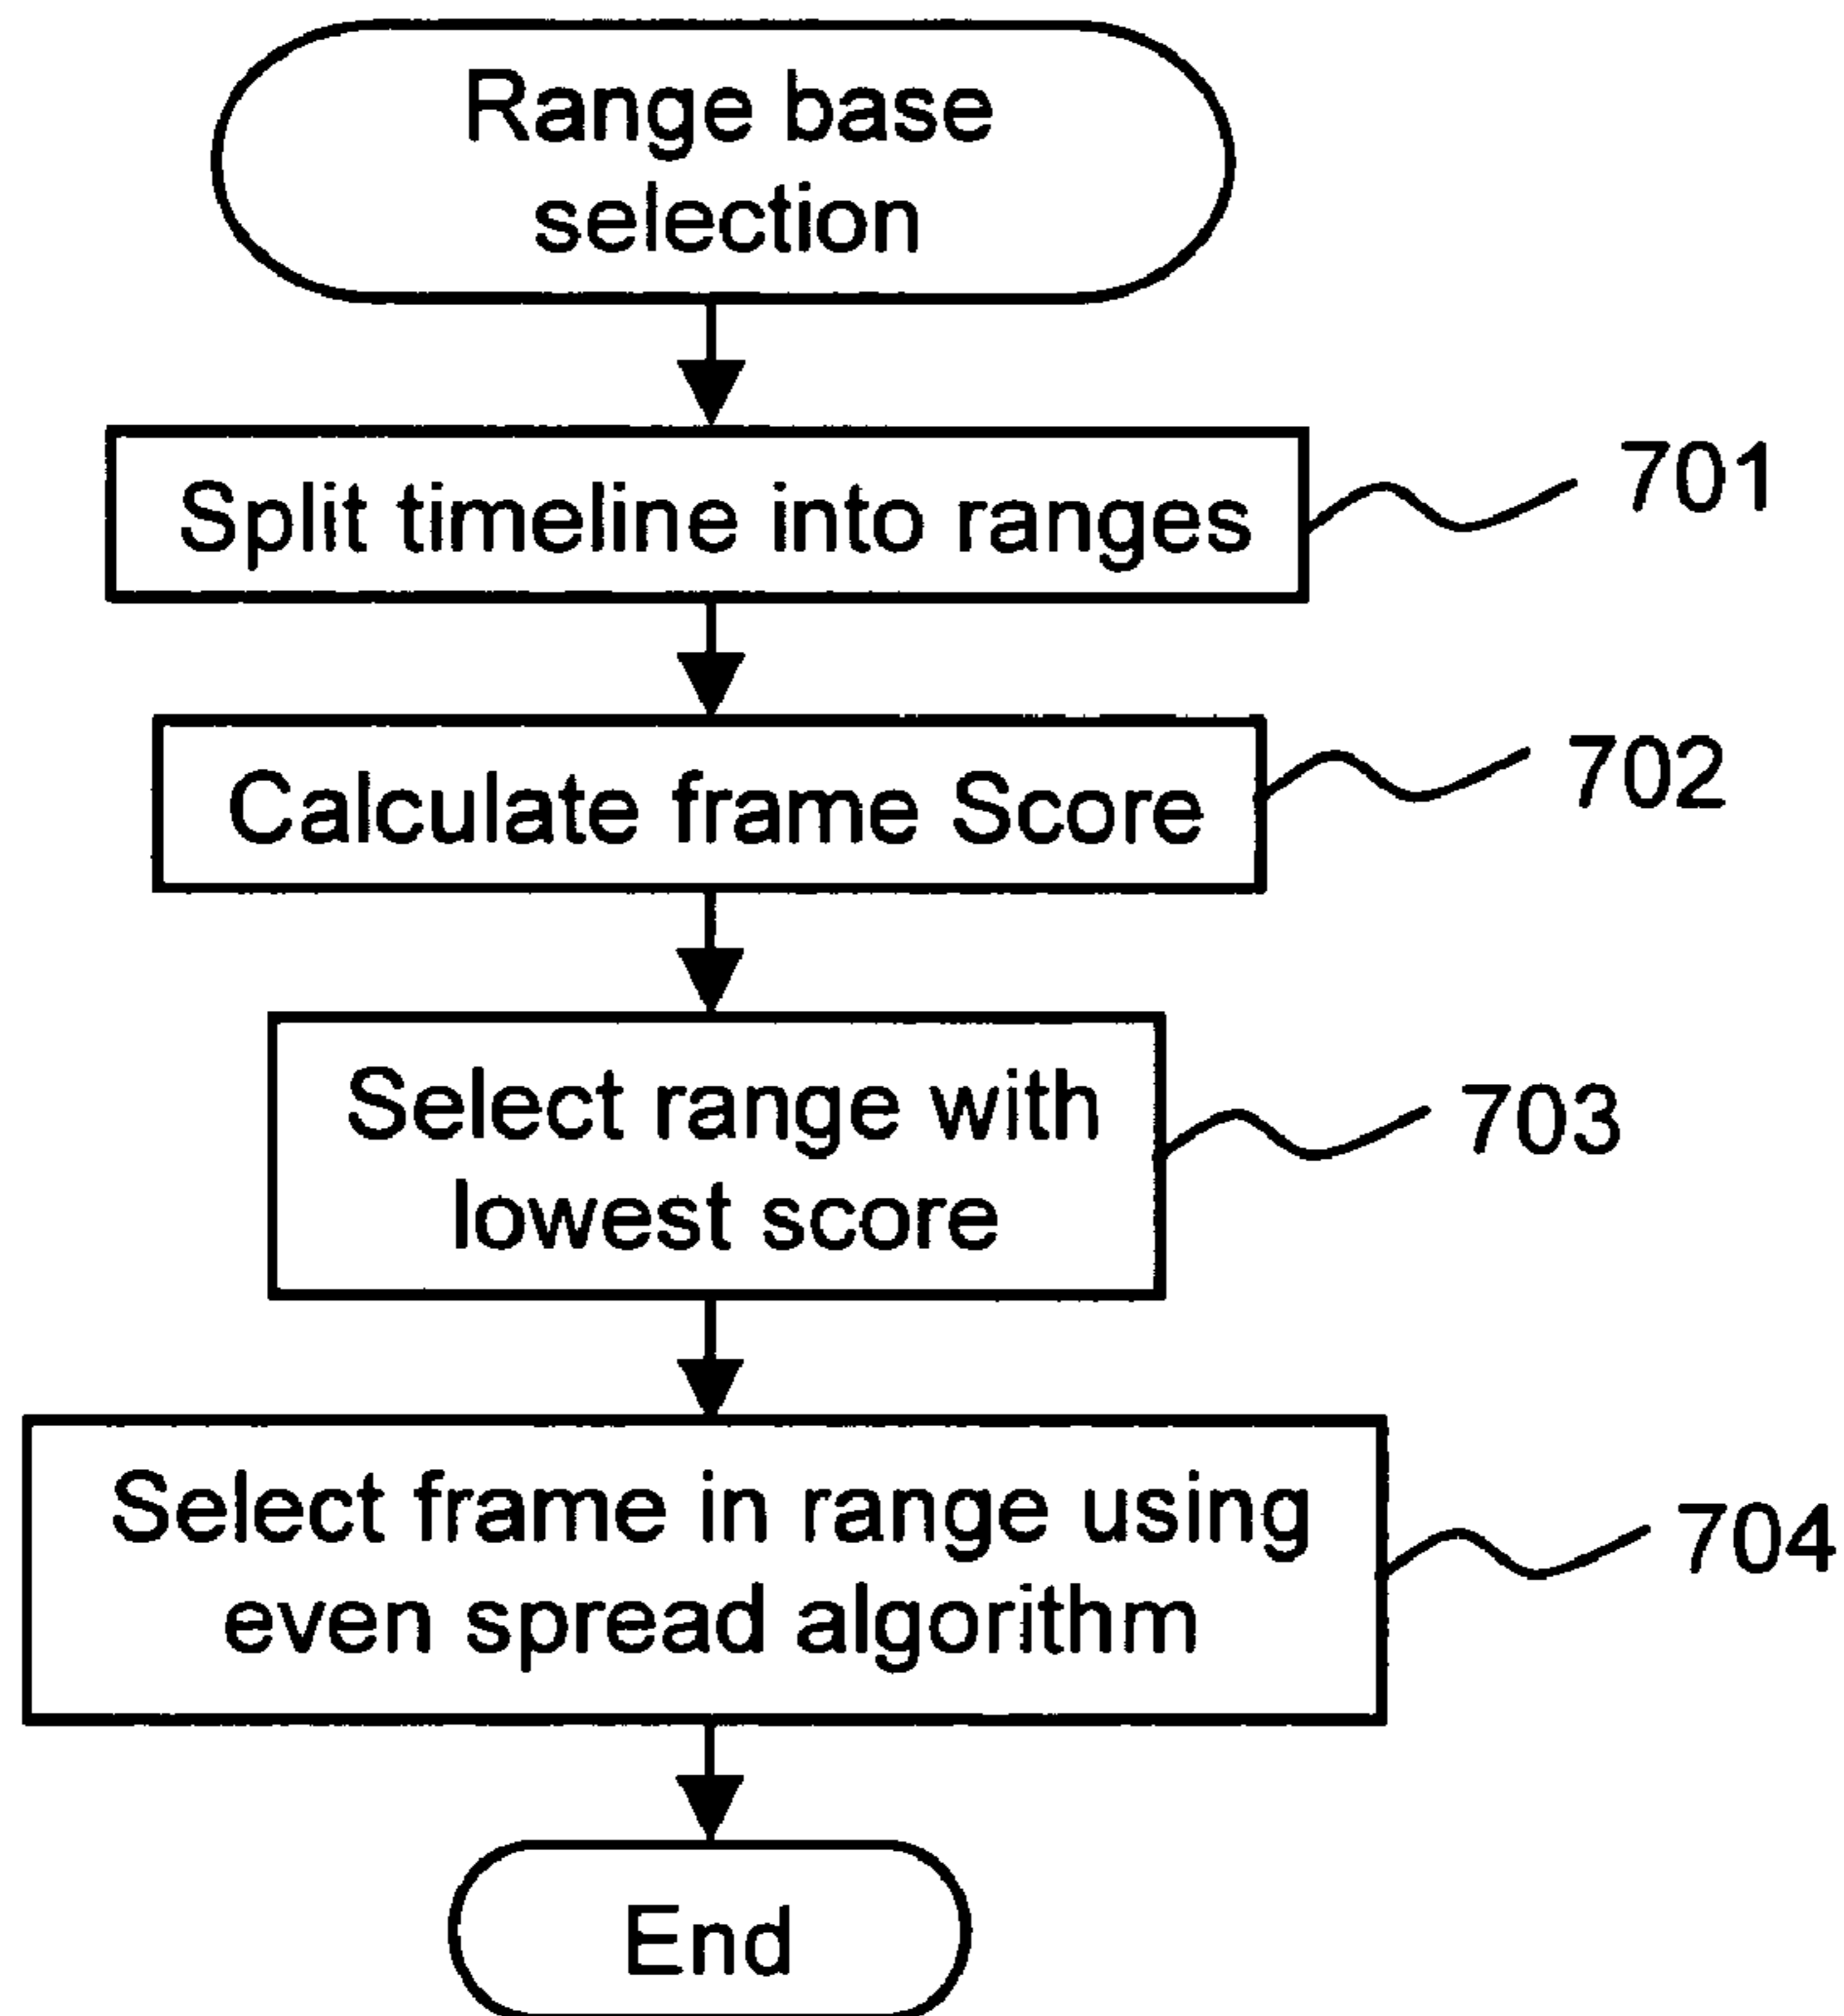 Range base
selection
Split timeline into ranges
701
Calculate frame Score
702
Select range with
lowest score
703
Select frame in range using
even spread algorithm
704
End